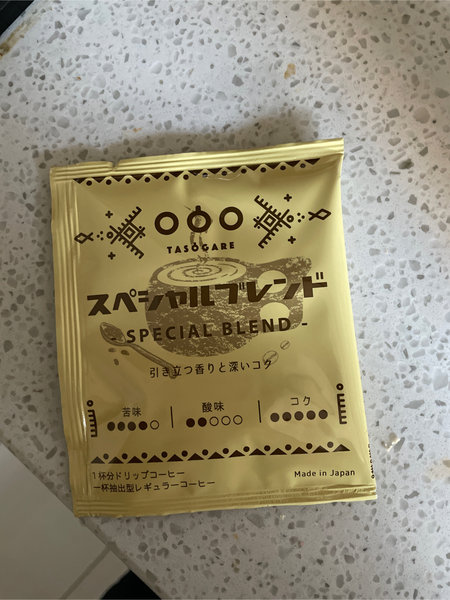 TASOGARE
スペシャルブレンド
- SPECIAL BLEND -
引き立つ香りと深いコク
苦味 酸味 コク
●●●●○ ●●○○○ ●●●●●
1杯分ドリップコーヒー
一杯抽出型レギュラーコーヒー
Made in Japan